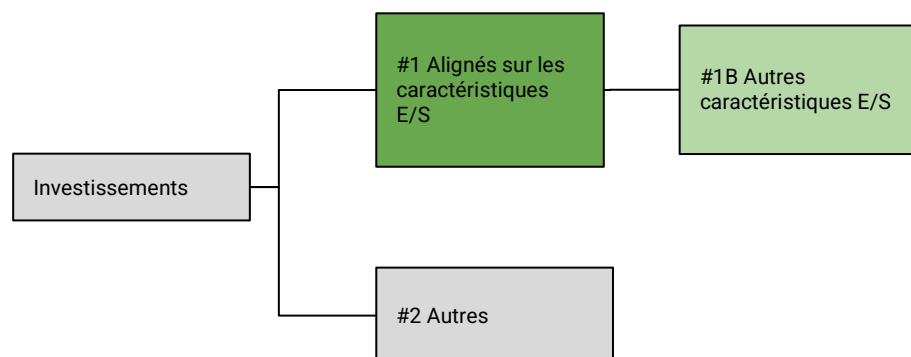 #1 Alignés sur les
caractéristiques
E/S
#1B Autres
caractéristiques E/S
Investissements
#2 Autres